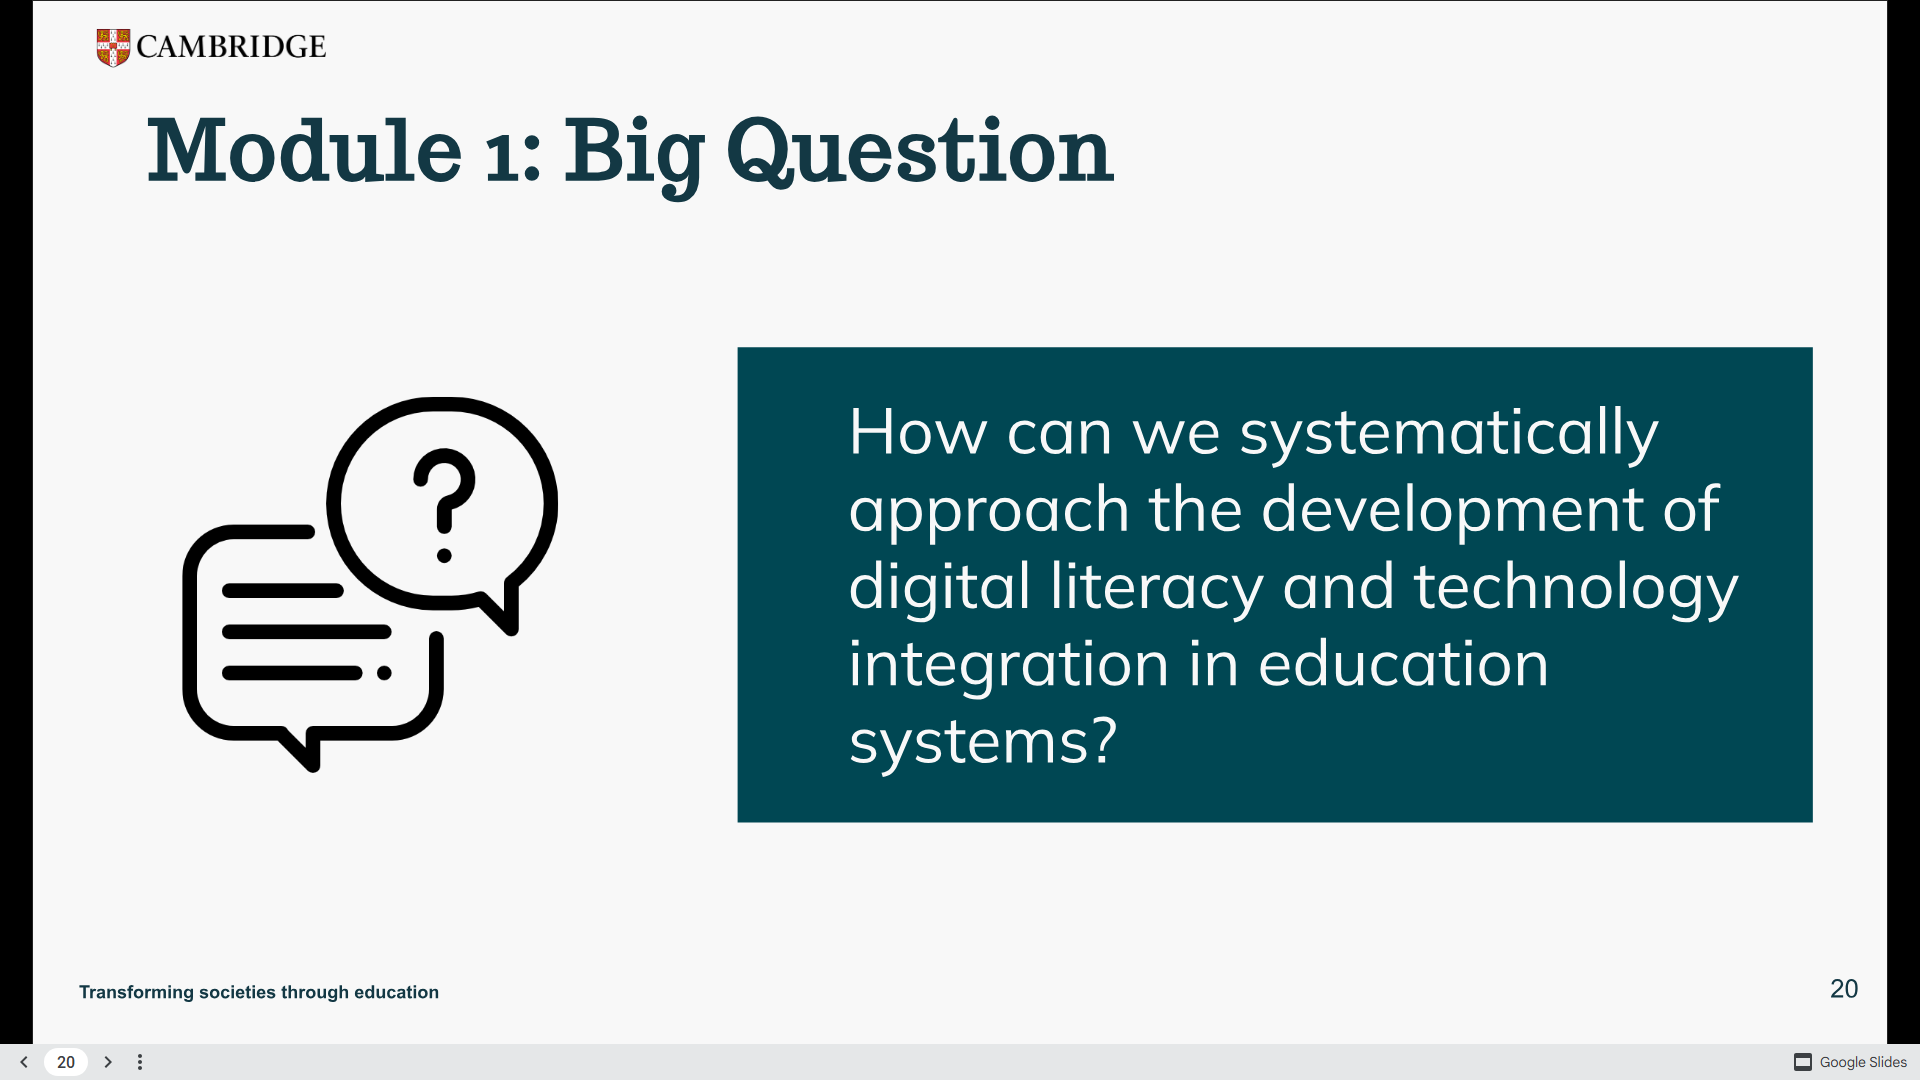 CAMBRIDGE
Module 1: Big Question
?
How can we systematically
approach the development of
digital literacy and technology
integration in education
systems?
Transforming societies through education
20
20
Google Slides